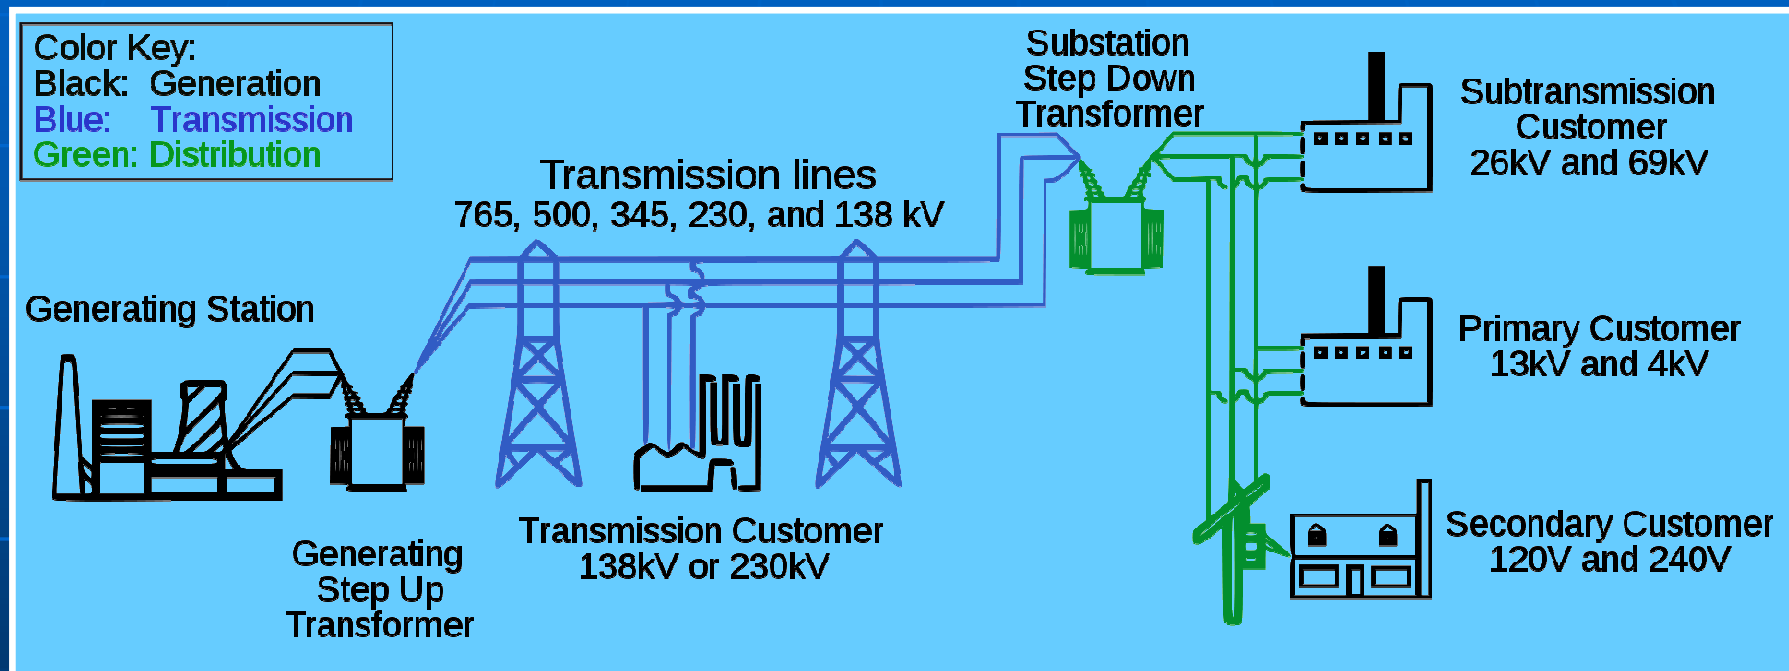 Color Key:
Black: Generation
Blue: Transmission
Green: Distribution
Substation
Step Down
Transformer
Subtransmission
Customer
26kV and 69kV
Transmission lines
765, 500, 345, 230, and 138 kV
Generating Station
Primary Customer
13kV and 4kV
Transmission Customer
138kV or 230kV
Generating
Step Up
Transformer
Secondary Customer
120V and 240V